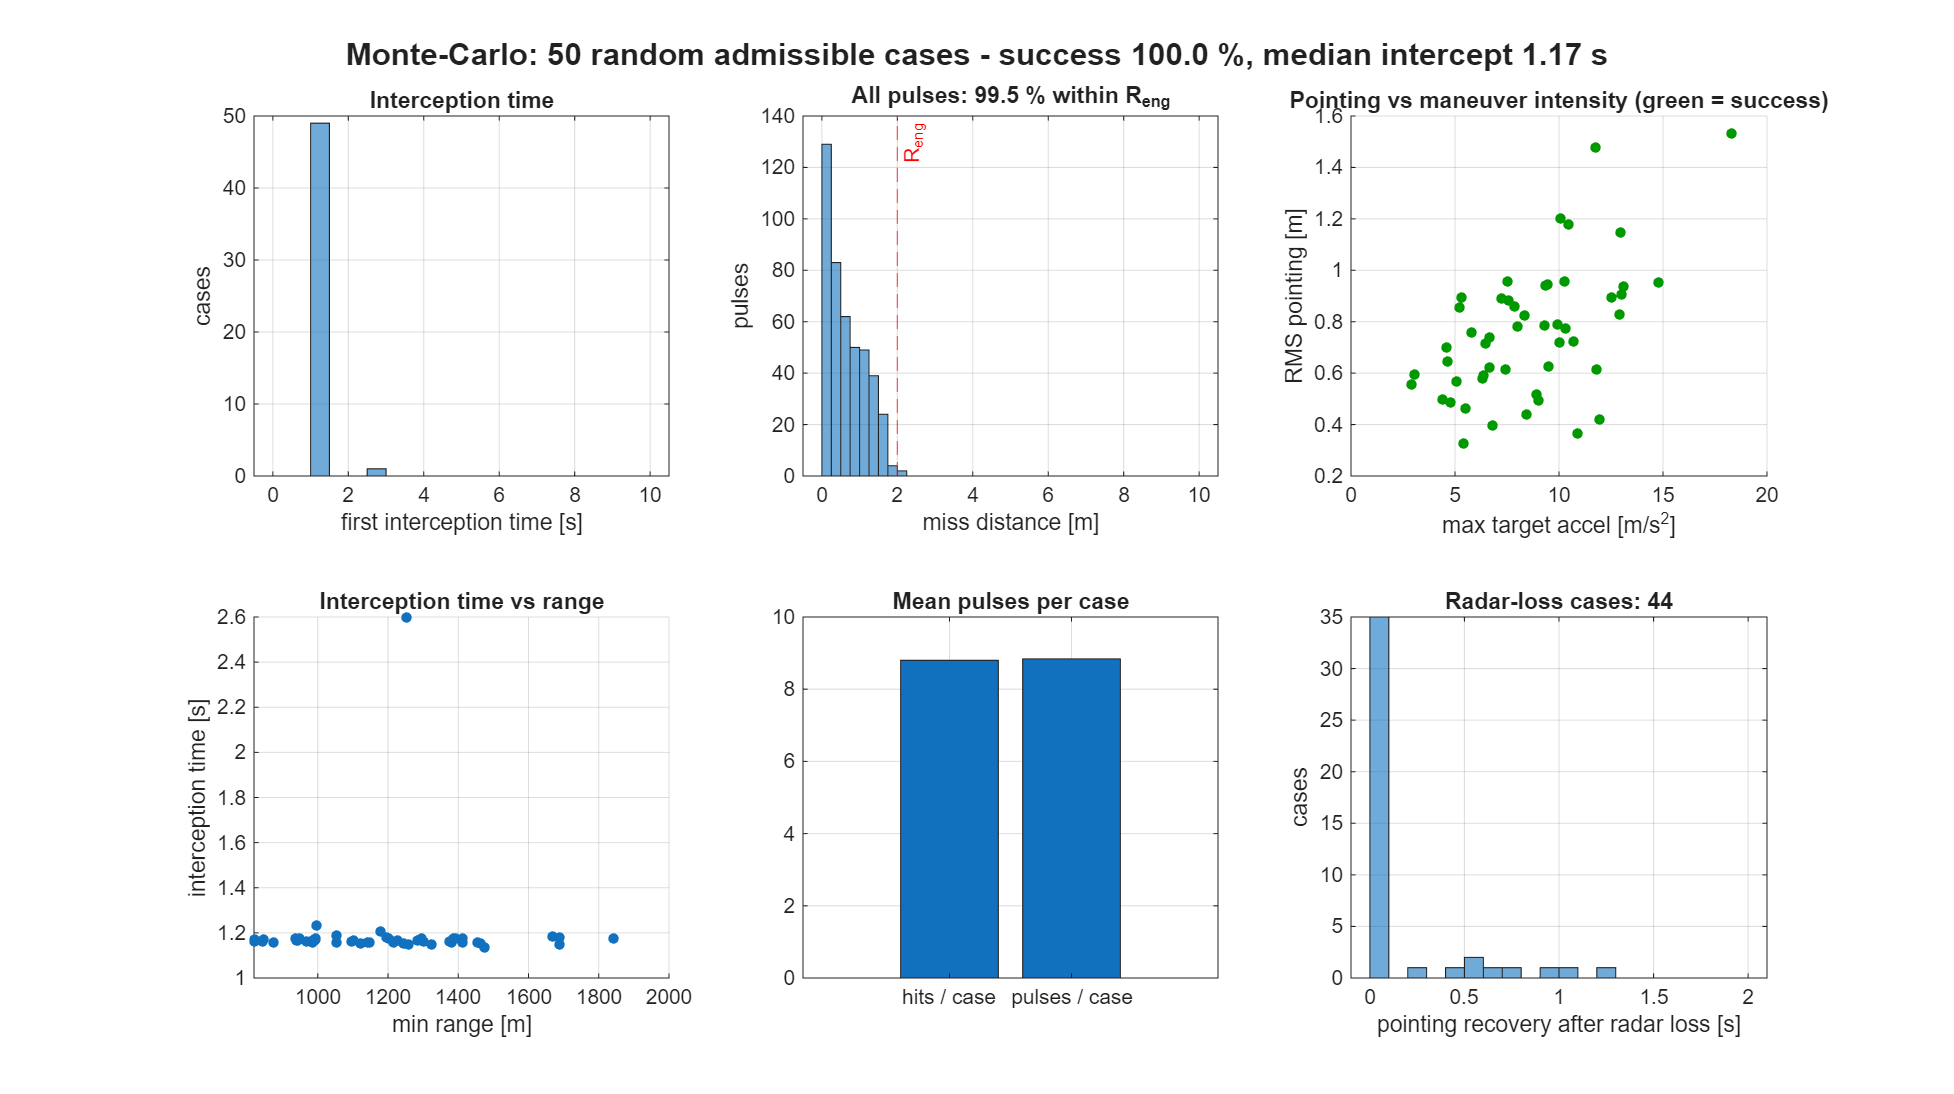 Monte-Carlo: 50 random admissible cases - success 100.0 %, median intercept 1.17 s
Interception time
50
40
30
20
10
0
cases
0 2 4 6 8 10
first interception time [s]
All pulses: 99.5 % within Reng
140
120
100
80
60
40
20
0
pulses
Reng
0 2 4 6 8 10
miss distance [m]
Pointing vs maneuver intensity (green = success)
1.6
1.4
1.2
1
0.8
0.6
0.4
0.2
RMS pointing [m]
0 5 10 15 20
max target accel [m/s2]
Interception time vs range
2.6
2.4
2.2
2
1.8
1.6
1.4
1.2
1
interception time [s]
1000 1200 1400 1600 1800 2000
min range [m]
Mean pulses per case
10
8
6
4
2
0
hits / case pulses / case
Radar-loss cases: 44
35
30
25
20
15
10
5
0
cases
0 0.5 1 1.5 2
pointing recovery after radar loss [s]